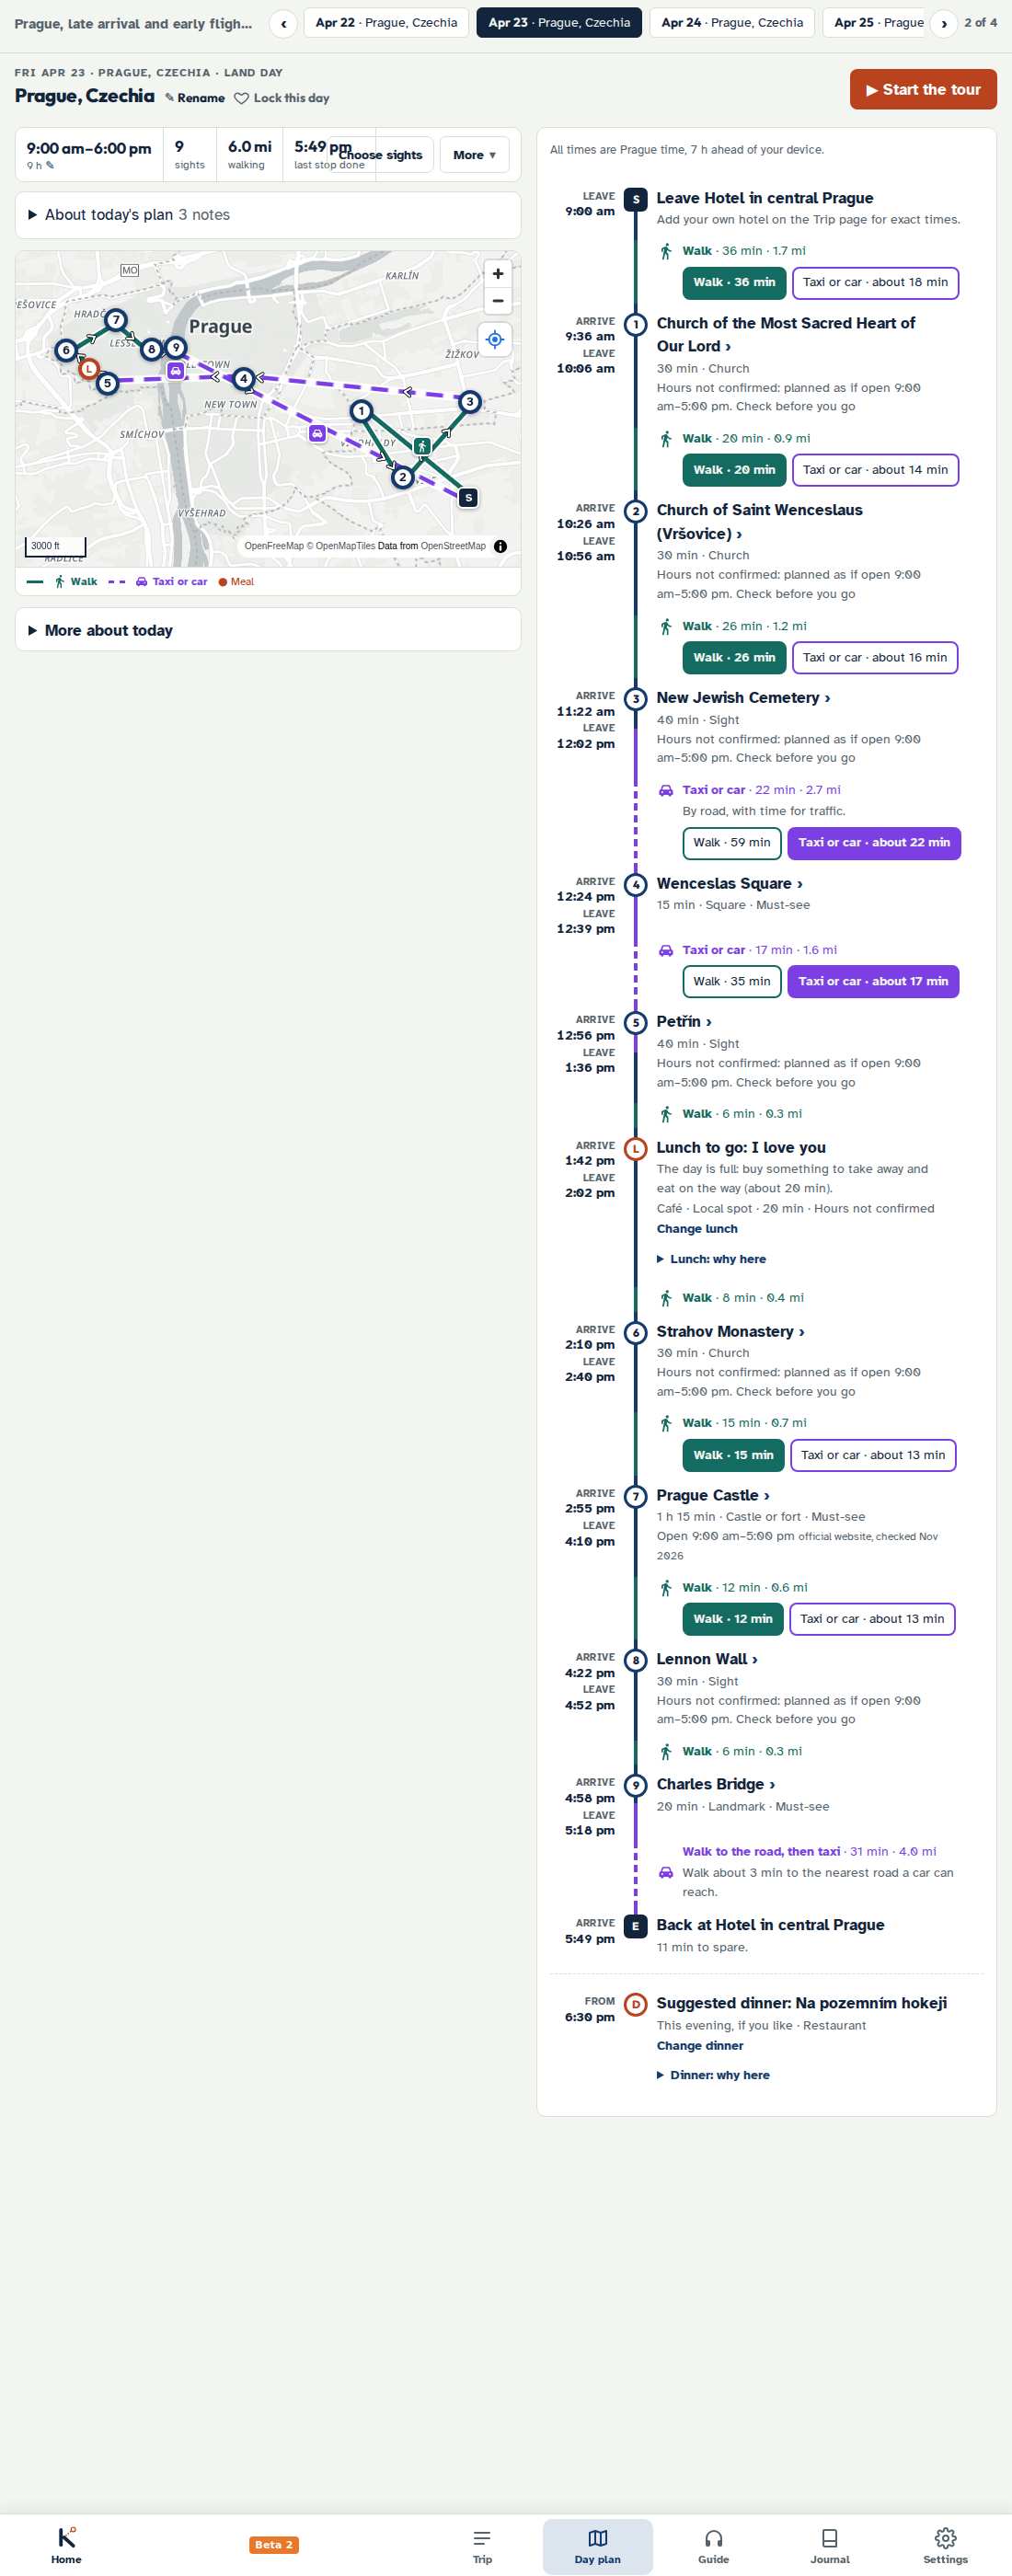 Prague, late arrival and early fligh...
‹
Apr 22 · Prague, Czechia
Apr 23 · Prague, Czechia
Apr 24 · Prague, Czechia
Apr 25 · Prague
›
2 of 4
FRI APR 23 · PRAGUE, CZECHIA · LAND DAY
Prague, Czechia
✎ Rename
Lock this day
▶ Start the tour
9:00 am–6:00 pm
9 h ✎
9
sights
6.0 mi
walking
5:49 pm
last stop done
Choose sights
More ▾
▶ About today's plan 3 notes
MO
KARLÍN
EŠOVICE
HRADČ
Prague
ŽIŽKOV
LESSE
TOWN
NEW TOWN
SMÍCHOV
OHRADY
VYŠEHRAD
RADLICE
7
6
8
9
L
5
4
1
3
2
S
+
−
3000 ft
OpenFreeMap © OpenMapTiles Data from OpenStreetMap
Walk
Taxi or car
Meal
▶ More about today
All times are Prague time, 7 h ahead of your device.
LEAVE
9:00 am
S
Leave Hotel in central Prague
Add your own hotel on the Trip page for exact times.
Walk · 36 min · 1.7 mi
Walk · 36 min
Taxi or car · about 18 min
ARRIVE
9:36 am
LEAVE
10:06 am
1
Church of the Most Sacred Heart of
Our Lord ›
30 min · Church
Hours not confirmed: planned as if open 9:00
am–5:00 pm. Check before you go
Walk · 20 min · 0.9 mi
Walk · 20 min
Taxi or car · about 14 min
ARRIVE
10:26 am
LEAVE
10:56 am
2
Church of Saint Wenceslaus
(Vršovice) ›
30 min · Church
Hours not confirmed: planned as if open 9:00
am–5:00 pm. Check before you go
Walk · 26 min · 1.2 mi
Walk · 26 min
Taxi or car · about 16 min
ARRIVE
11:22 am
LEAVE
12:02 pm
3
New Jewish Cemetery ›
40 min · Sight
Hours not confirmed: planned as if open 9:00
am–5:00 pm. Check before you go
Taxi or car · 22 min · 2.7 mi
By road, with time for traffic.
Walk · 59 min
Taxi or car · about 22 min
ARRIVE
12:24 pm
LEAVE
12:39 pm
4
Wenceslas Square ›
15 min · Square · Must-see
Taxi or car · 17 min · 1.6 mi
Walk · 35 min
Taxi or car · about 17 min
ARRIVE
12:56 pm
LEAVE
1:36 pm
5
Petřín ›
40 min · Sight
Hours not confirmed: planned as if open 9:00
am–5:00 pm. Check before you go
Walk · 6 min · 0.3 mi
ARRIVE
1:42 pm
LEAVE
2:02 pm
L
Lunch to go: I love you
The day is full: buy something to take away and
eat on the way (about 20 min).
Café · Local spot · 20 min · Hours not confirmed
Change lunch
▶ Lunch: why here
Walk · 8 min · 0.4 mi
ARRIVE
2:10 pm
LEAVE
2:40 pm
6
Strahov Monastery ›
30 min · Church
Hours not confirmed: planned as if open 9:00
am–5:00 pm. Check before you go
Walk · 15 min · 0.7 mi
Walk · 15 min
Taxi or car · about 13 min
ARRIVE
2:55 pm
LEAVE
4:10 pm
7
Prague Castle ›
1 h 15 min · Castle or fort · Must-see
Open 9:00 am–5:00 pm official website, checked Nov
2026
Walk · 12 min · 0.6 mi
Walk · 12 min
Taxi or car · about 13 min
ARRIVE
4:22 pm
LEAVE
4:52 pm
8
Lennon Wall ›
30 min · Sight
Hours not confirmed: planned as if open 9:00
am–5:00 pm. Check before you go
Walk · 6 min · 0.3 mi
ARRIVE
4:58 pm
LEAVE
5:18 pm
9
Charles Bridge ›
20 min · Landmark · Must-see
Walk to the road, then taxi · 31 min · 4.0 mi
Walk about 3 min to the nearest road a car can
reach.
ARRIVE
5:49 pm
E
Back at Hotel in central Prague
11 min to spare.
FROM
6:30 pm
D
Suggested dinner: Na pozemním hokeji
This evening, if you like · Restaurant
Change dinner
▶ Dinner: why here
Home
Beta 2
Trip
Day plan
Guide
Journal
Settings